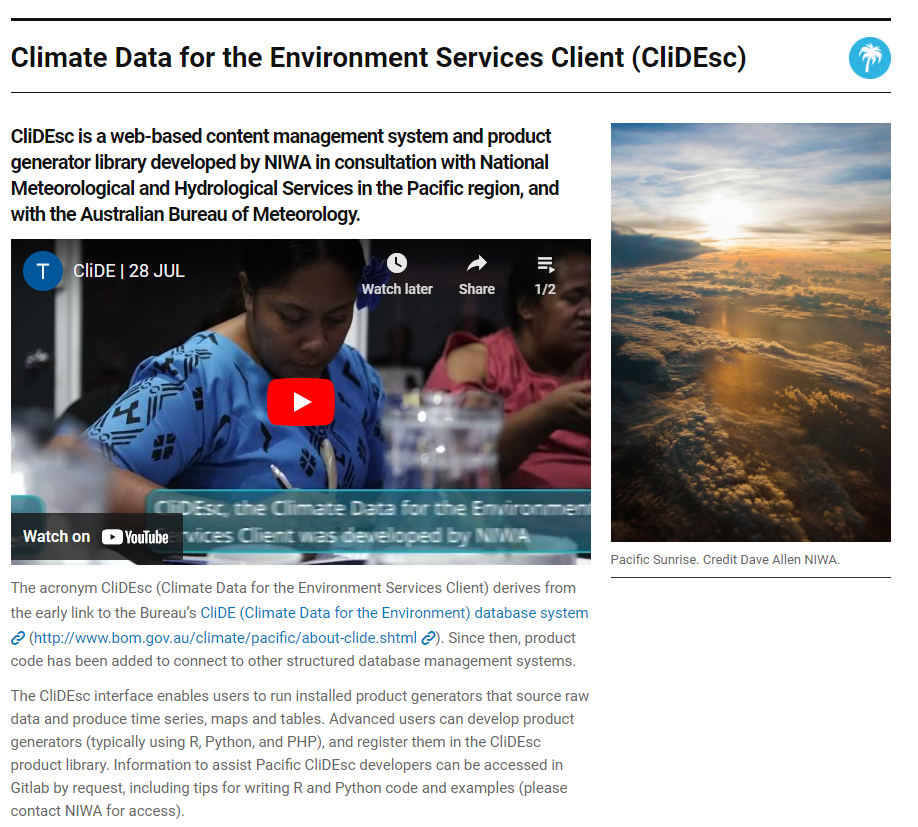 Climate Data for the Environment Services Client (CliDEsc)
CliDEsc is a web-based content management system and product
generator library developed by NIWA in consultation with National
Meteorological and Hydrological Services in the Pacific region, and
with the Australian Bureau of Meteorology.
T
CliDE | 28 JUL
Watch later
Share
1/2
CliDEsc, the Climate Data for the Environment
rvices Client was developed by NIWA
Watch on YouTube
Pacific Sunrise. Credit Dave Allen NIWA.
The acronym CliDEsc (Climate Data for the Environment Services Client) derives from
the early link to the Bureau’s CliDE (Climate Data for the Environment) database system
(http://www.bom.gov.au/climate/pacific/about-clide.shtml). Since then, product
code has been added to connect to other structured database management systems.
The CliDEsc interface enables users to run installed product generators that source raw
data and produce time series, maps and tables. Advanced users can develop product
generators (typically using R, Python, and PHP), and register them in the CliDEsc
product library. Information to assist Pacific CliDEsc developers can be accessed in
Gitlab by request, including tips for writing R and Python code and examples (please
contact NIWA for access).